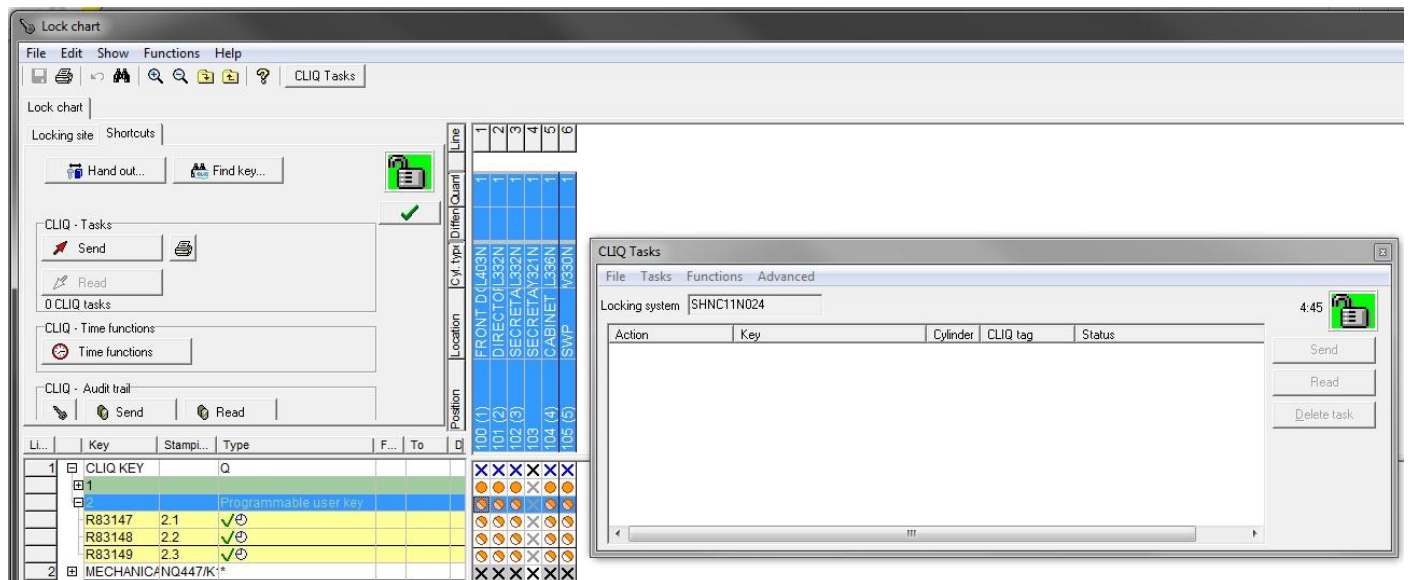 Lock chart
File Edit Show Functions Help
CLIQ Tasks
Lock chart
Locking site Shortcuts
Hand out... Find key...
CLIQ - Tasks
Send
Read
0 CLIQ tasks
CLIQ - Time functions
Time functions
CLIQ - Audit trail
Send Read
Line 1 2 3 4 5 6
Quant 1 1 1 1 1 1
Differ
Cyl. type L403N L332N L332N Y321N L336N V330N
Location FRONT DO DIRECTOR SECRETA SECRETA CABINET SWP
Position 100 (1) 101 (2) 102 (3) 103 104 (4) 105 (5)
Li... Key Stampi... Type F... To D
1 CLIQ KEY Q
1
2 Programmable user key
R83147 2.1
R83148 2.2
R83149 2.3
2 MECHANICA NQ447/K *
CLIQ Tasks
File Tasks Functions Advanced
Locking system SHNC11N024
4:45
Action Key Cylinder CLIQ tag Status
Send
Read
Delete task